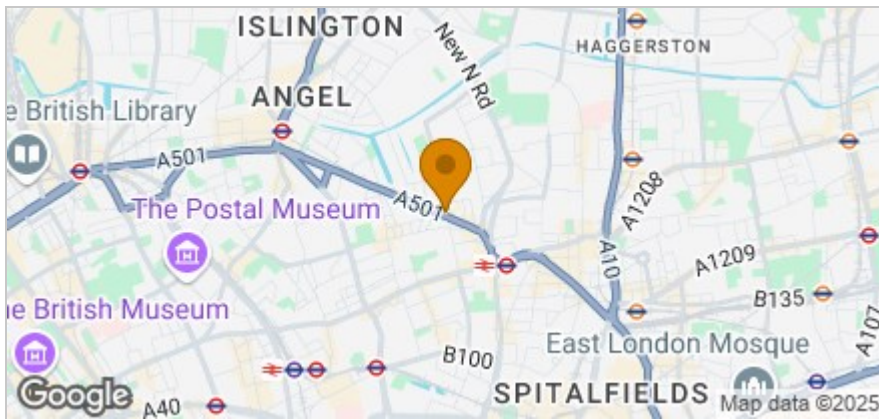 ISLINGTON
New N Rd
HAGGERSTON
e British Library
ANGEL
A501
A501
A1208
The Postal Museum
A10
A1209
B135
A107
he British Museum
B100
East London Mosque
SPITALFIELDS
A40
Google
Map data ©2025